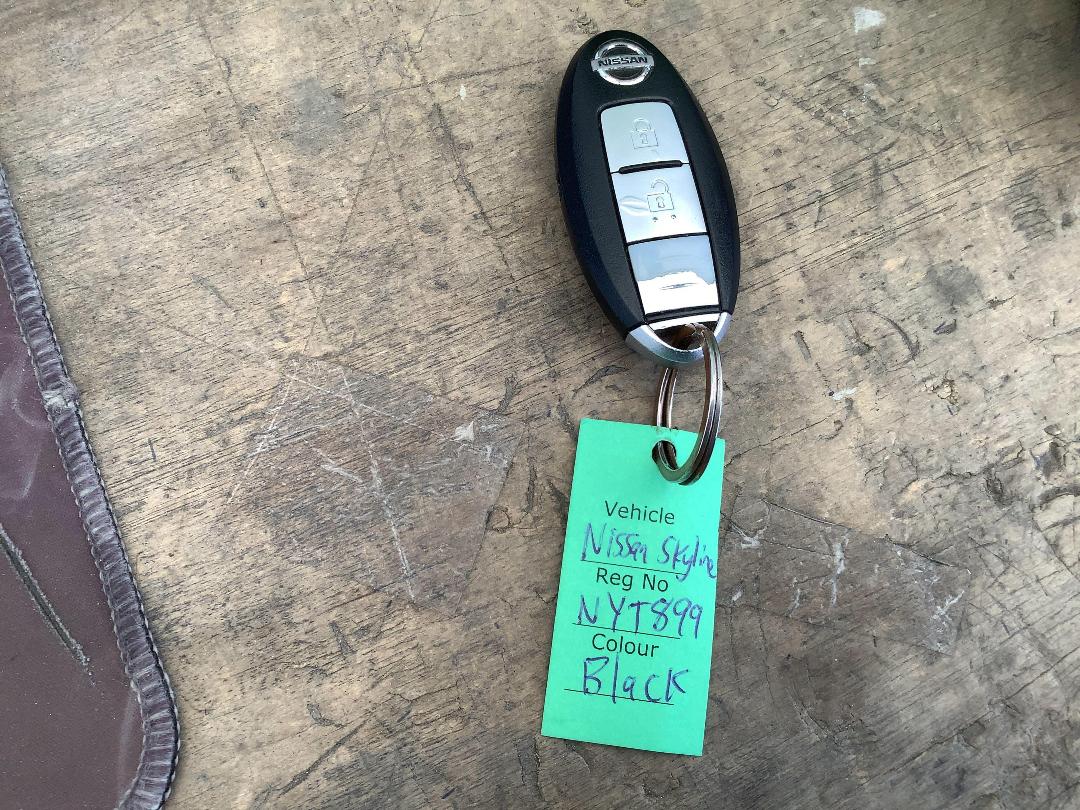 NISSAN
Vehicle
Nissan Skyline
Reg No
NYT899
Colour
Black